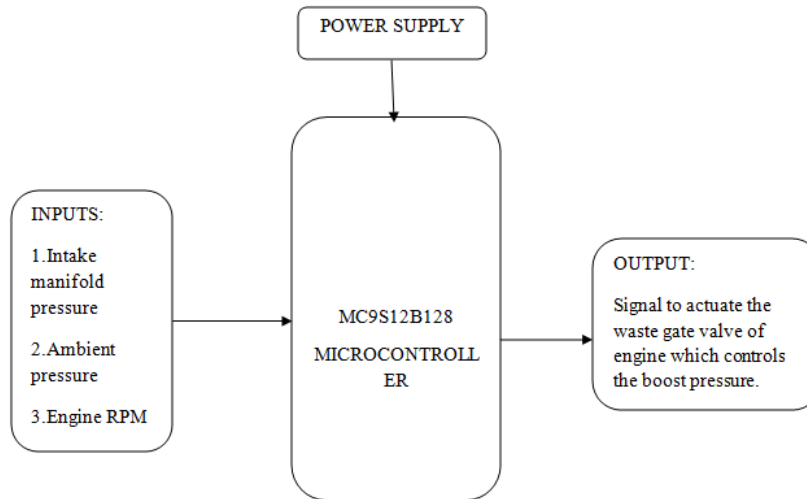 POWER SUPPLY
INPUTS:
1.Intake
manifold
pressure
2.Ambient
pressure
3.Engine RPM
MC9S12B128
MICROCONTROLL
ER
OUTPUT:
Signal to actuate the
waste gate valve of
engine which controls
the boost pressure.